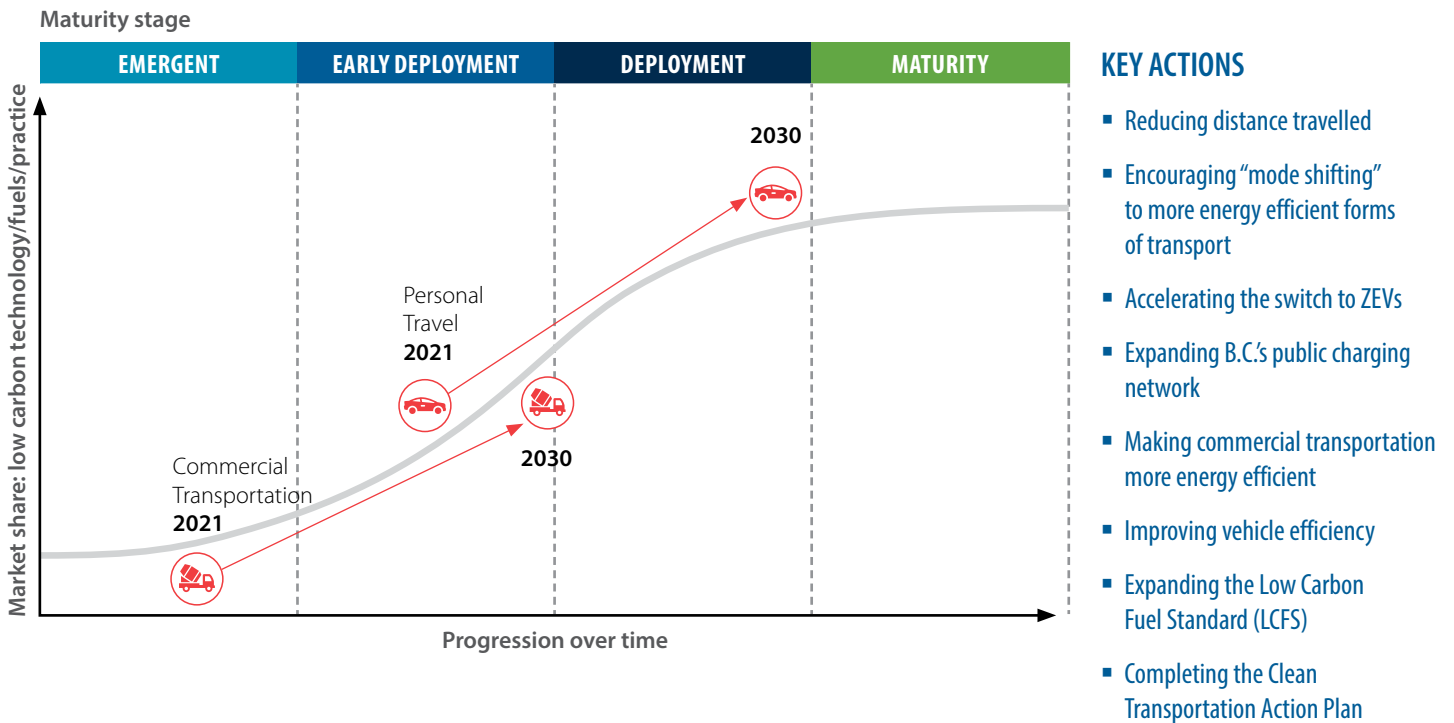 Maturity stage
EMERGENT
EARLY DEPLOYMENT
DEPLOYMENT
MATURITY
Market share: low carbon technology/fuels/practice
2030
Personal
Travel
2021
2030
Commercial
Transportation
2021
Progression over time
KEY ACTIONS
▪ Reducing distance travelled
▪ Encouraging “mode shifting”
to more energy efficient forms
of transport
▪ Accelerating the switch to ZEVs
▪ Expanding B.C.’s public charging
network
▪ Making commercial transportation
more energy efficient
▪ Improving vehicle efficiency
▪ Expanding the Low Carbon
Fuel Standard (LCFS)
▪ Completing the Clean
Transportation Action Plan